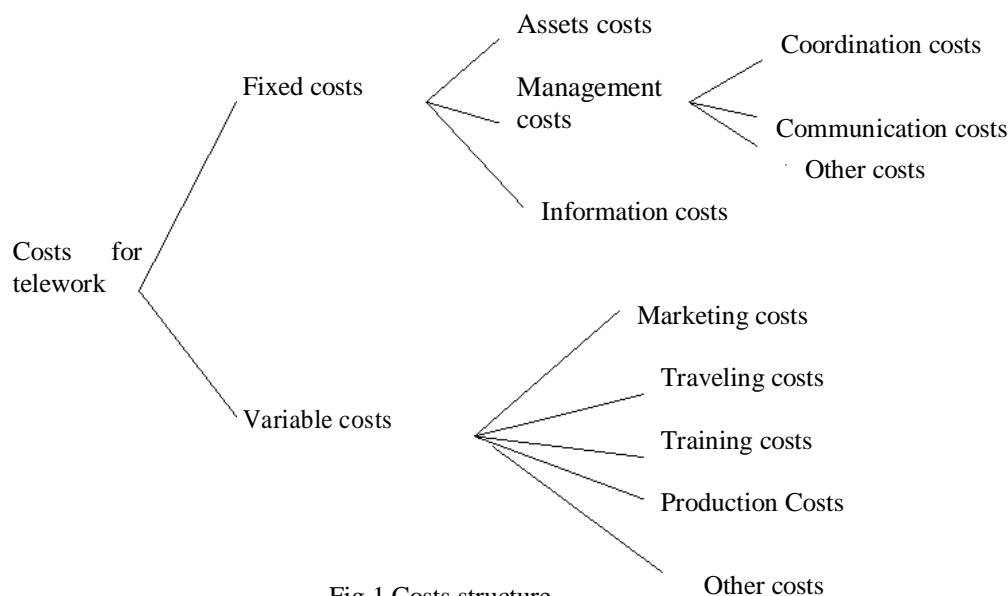 Assets costs
Coordination costs
Fixed costs
Management
costs
Communication costs
Other costs
Information costs
Costs for
telework
Marketing costs
Traveling costs
Variable costs
Training costs
Production Costs
Other costs
Fig 1 Costs structure